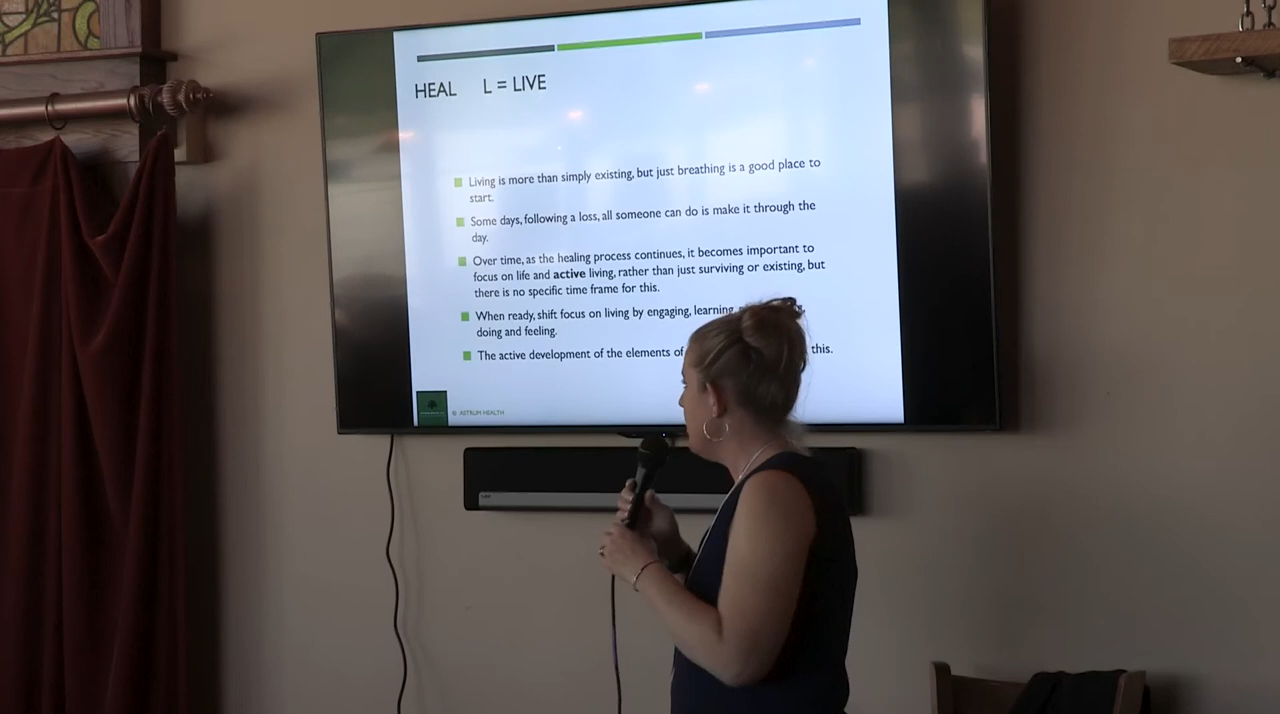 HEAL L = LIVE
Living is more than simply existing, but just breathing is a good place to
start.
Some days, following a loss, all someone can do is make it through the
day.
Over time, as the healing process continues, it becomes important to
focus on life and active living, rather than just surviving or existing, but
there is no specific time frame for this.
When ready, shift focus on living by engaging, learning,
doing and feeling.
The active development of the elements of this.
© ASTRUM HEALTH